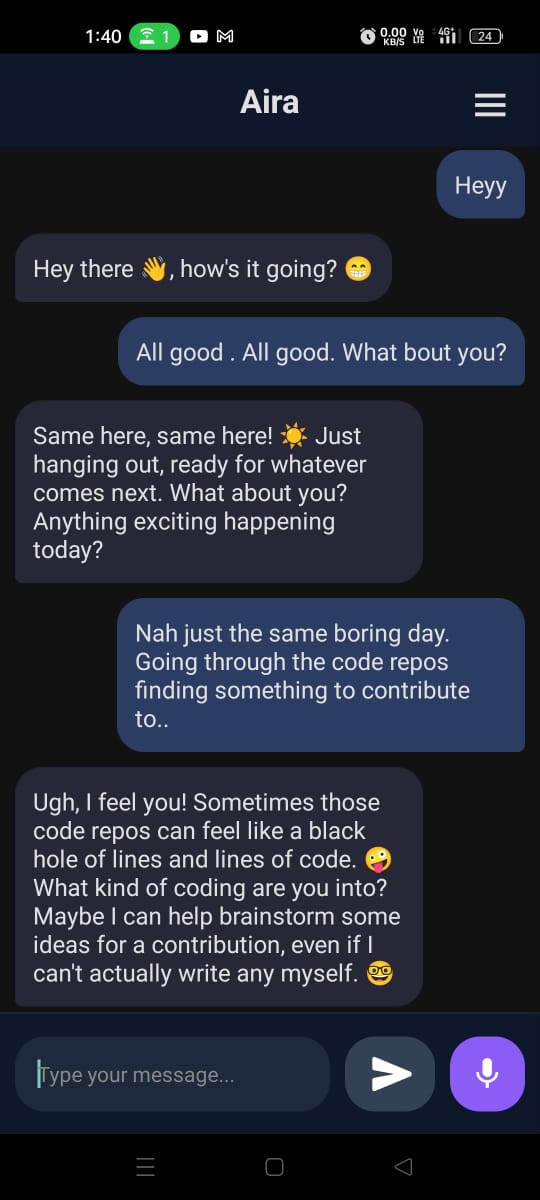 1:40 1 0.00 KB/S Vo LTE 4G+ 24
Aira
Heyy
Hey there 👋, how's it going? 😁
All good . All good. What bout you?
Same here, same here! ☀️ Just
hanging out, ready for whatever
comes next. What about you?
Anything exciting happening
today?
Nah just the same boring day.
Going through the code repos
finding something to contribute
to..
Ugh, I feel you! Sometimes those
code repos can feel like a black
hole of lines and lines of code. 🤪
What kind of coding are you into?
Maybe I can help brainstorm some
ideas for a contribution, even if I
can't actually write any myself. 🤓
Type your message...